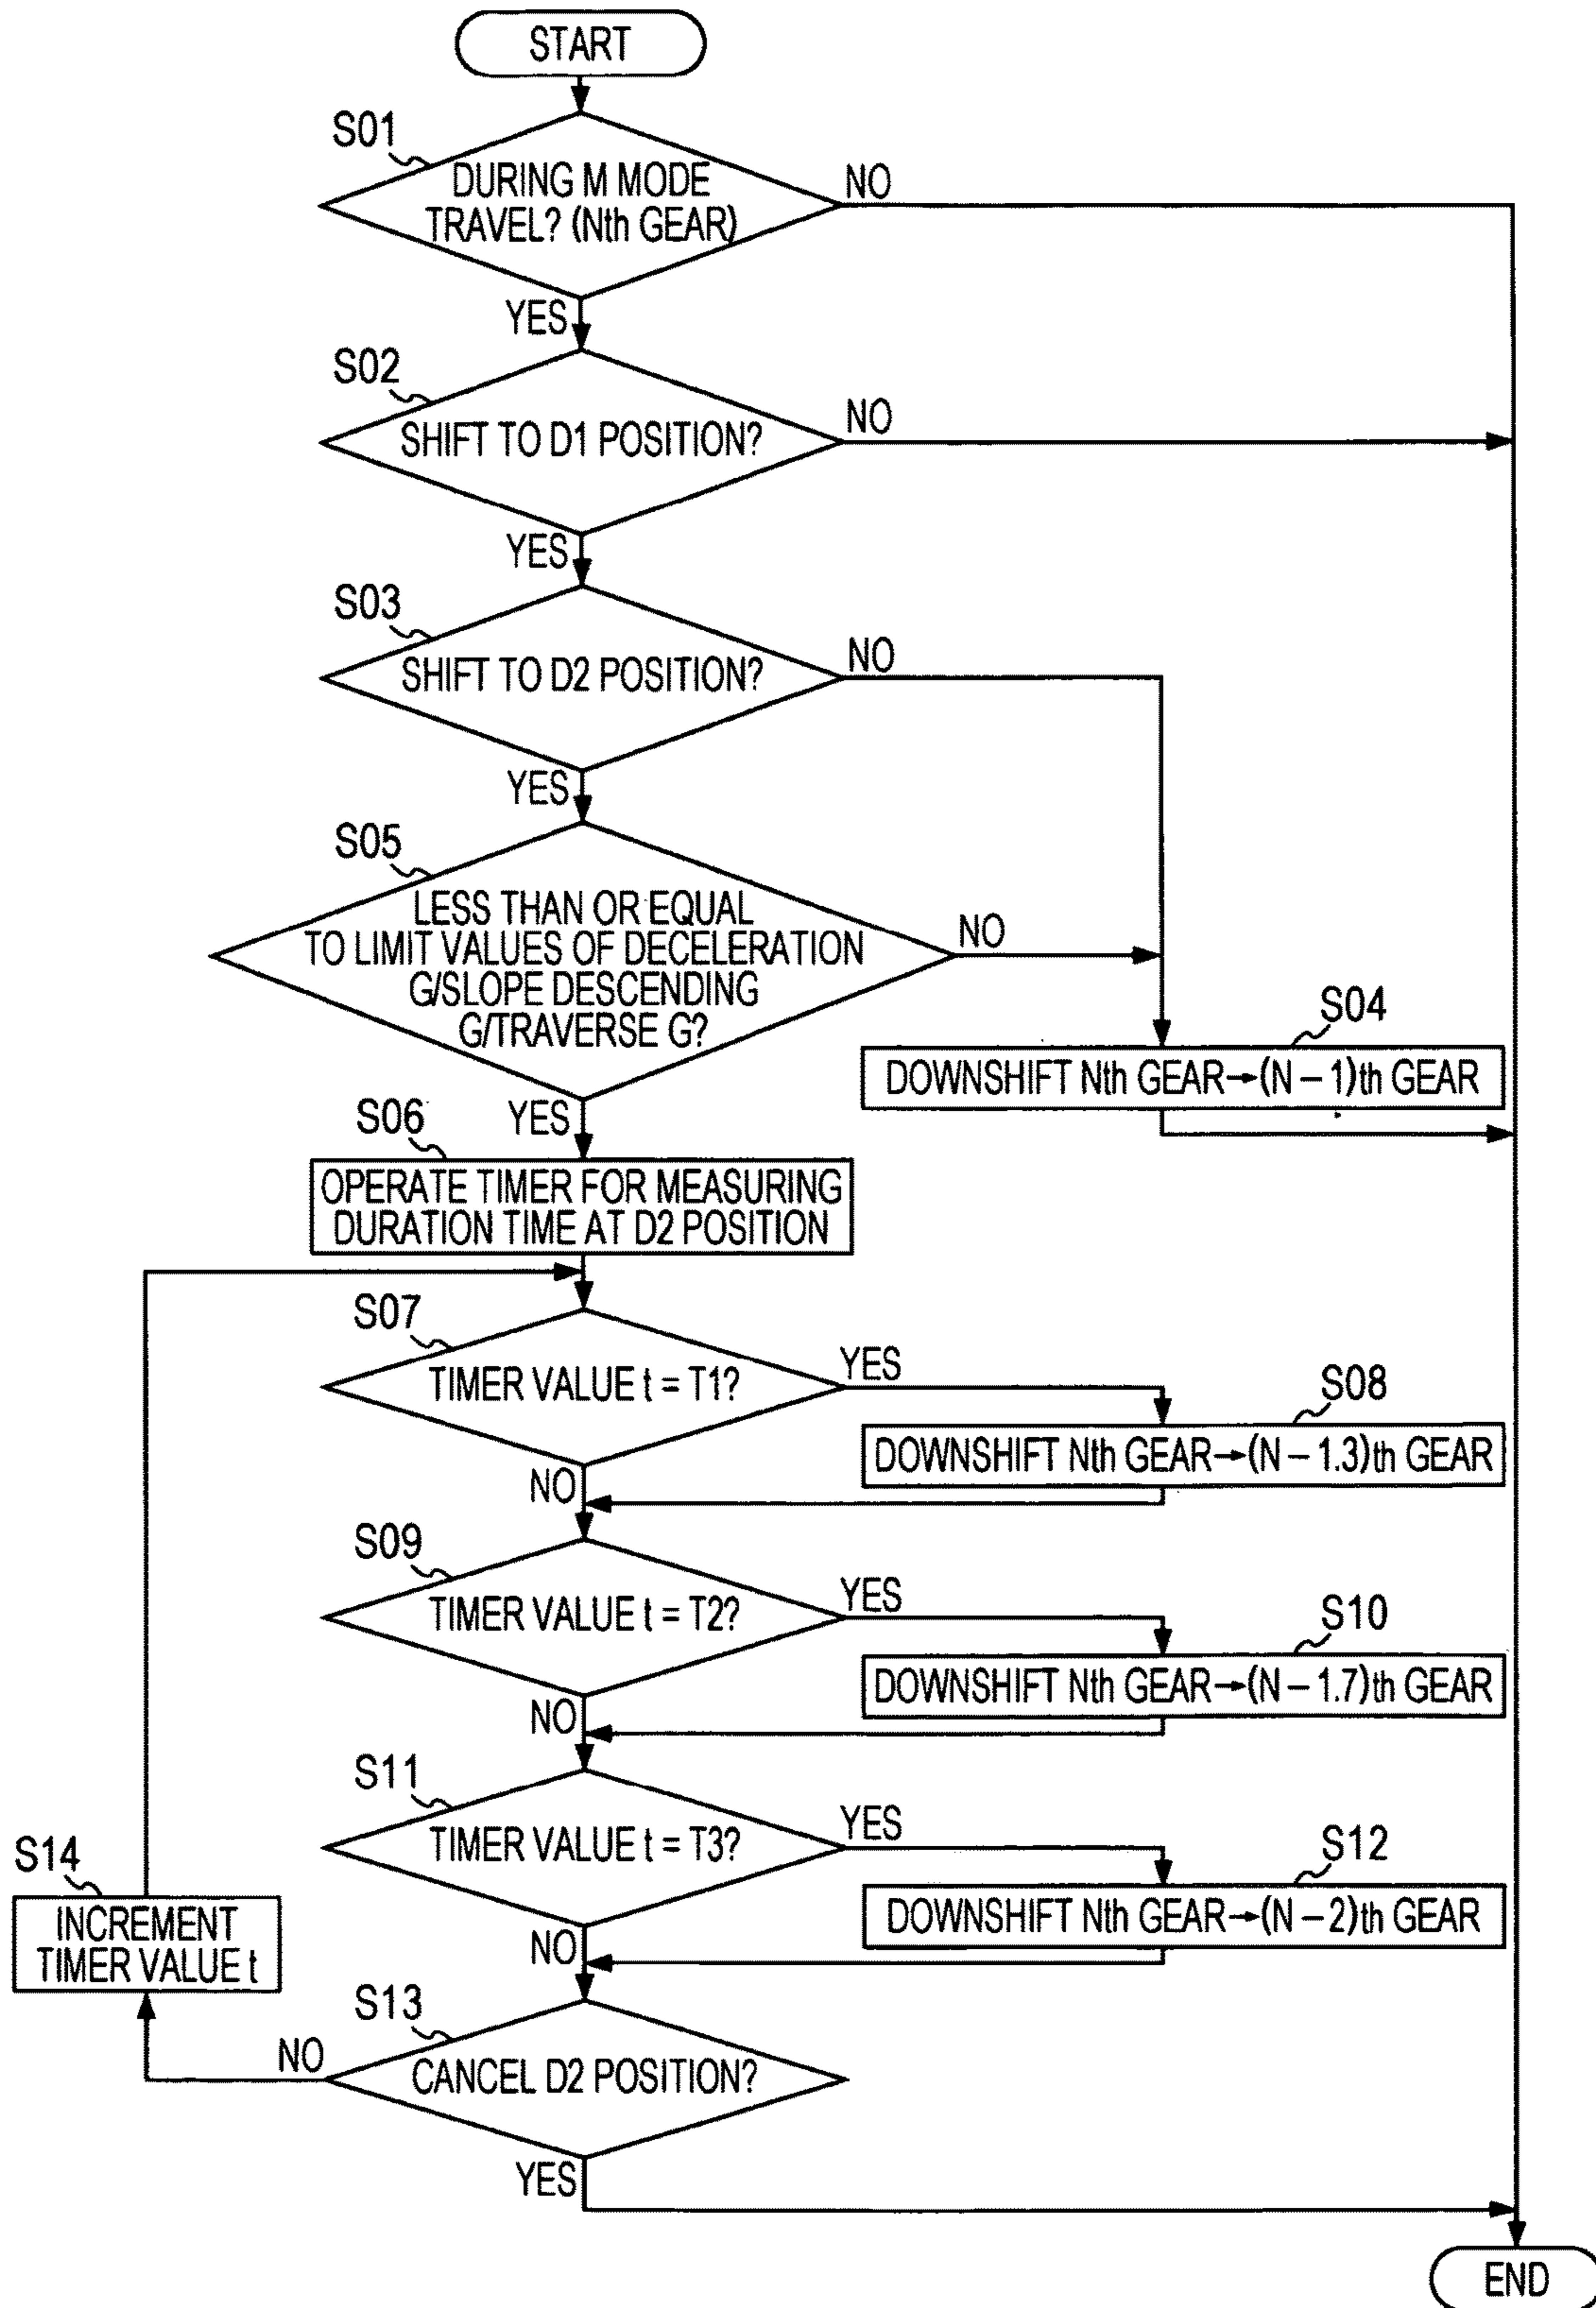 START
S01
DURING M MODE
TRAVEL? (Nth GEAR)
NO
YES
S02
SHIFT TO D1 POSITION?
NO
YES
S03
SHIFT TO D2 POSITION?
NO
YES
S05
LESS THAN OR EQUAL
TO LIMIT VALUES OF DECELERATION
G/SLOPE DESCENDING
G/TRAVERSE G?
NO
YES
S04
DOWNSHIFT Nth GEAR→(N – 1)th GEAR
S06
OPERATE TIMER FOR MEASURING
DURATION TIME AT D2 POSITION
S07
TIMER VALUE t = T1?
YES
NO
S08
DOWNSHIFT Nth GEAR→(N – 1.3)th GEAR
S09
TIMER VALUE t = T2?
YES
NO
S10
DOWNSHIFT Nth GEAR→(N – 1.7)th GEAR
S11
TIMER VALUE t = T3?
YES
NO
S12
DOWNSHIFT Nth GEAR→(N – 2)th GEAR
S14
INCREMENT
TIMER VALUE t
S13
CANCEL D2 POSITION?
NO
YES
END